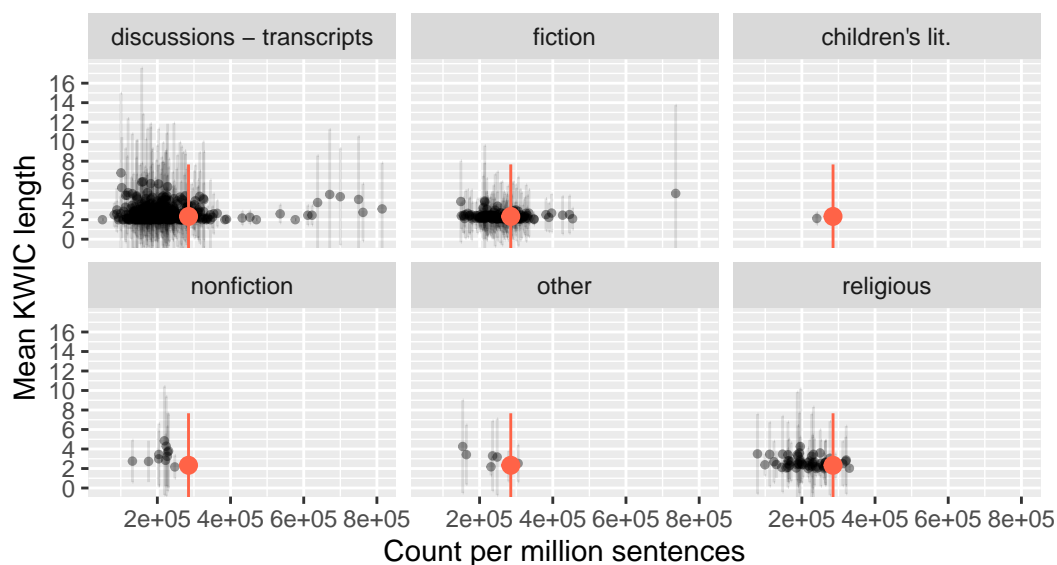 discussions – transcripts
fiction
children's lit.
16
14
12
10
8
6
4
2
0
nonfiction
other
religious
16
14
12
10
8
6
4
2
0
2e+05 4e+05 6e+05 8e+05
2e+05 4e+05 6e+05 8e+05
2e+05 4e+05 6e+05 8e+05
Count per million sentences
Mean KWIC length